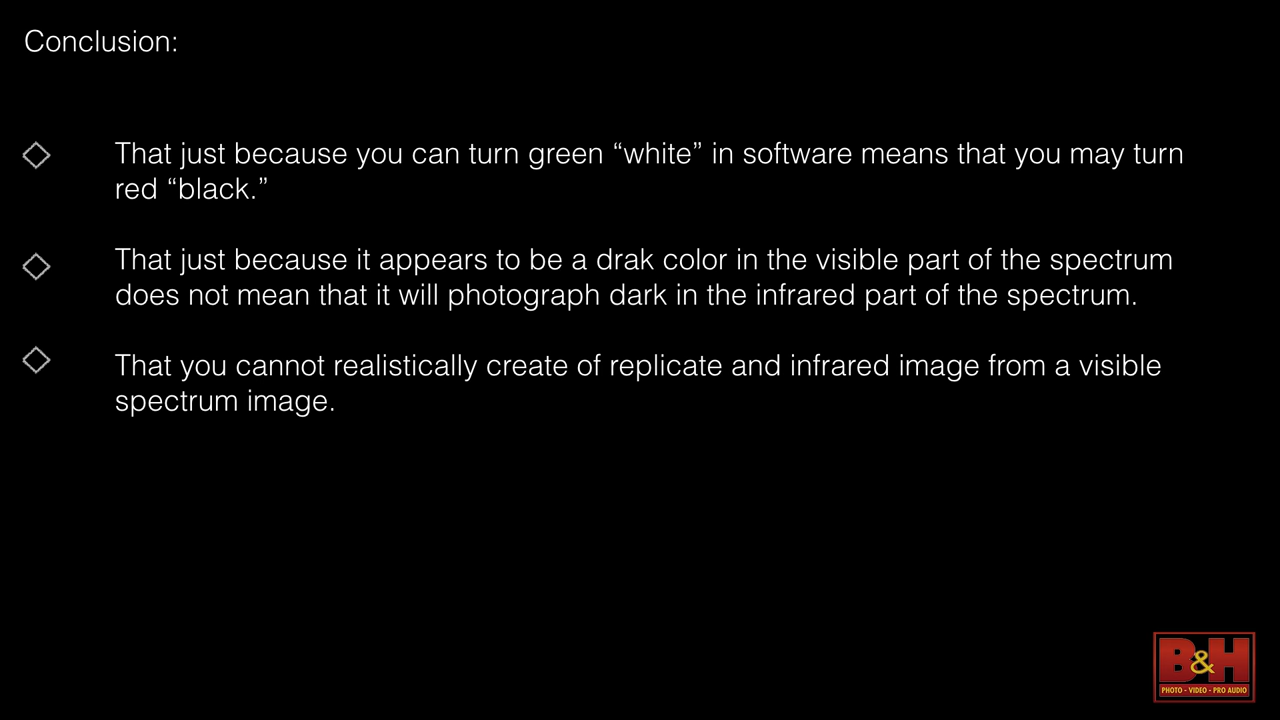 Conclusion:
That just because you can turn green “white” in software means that you may turn
red “black.”
That just because it appears to be a drak color in the visible part of the spectrum
does not mean that it will photograph dark in the infrared part of the spectrum.
That you cannot realistically create of replicate and infrared image from a visible
spectrum image.
B&H
PHOTO - VIDEO - PRO AUDIO